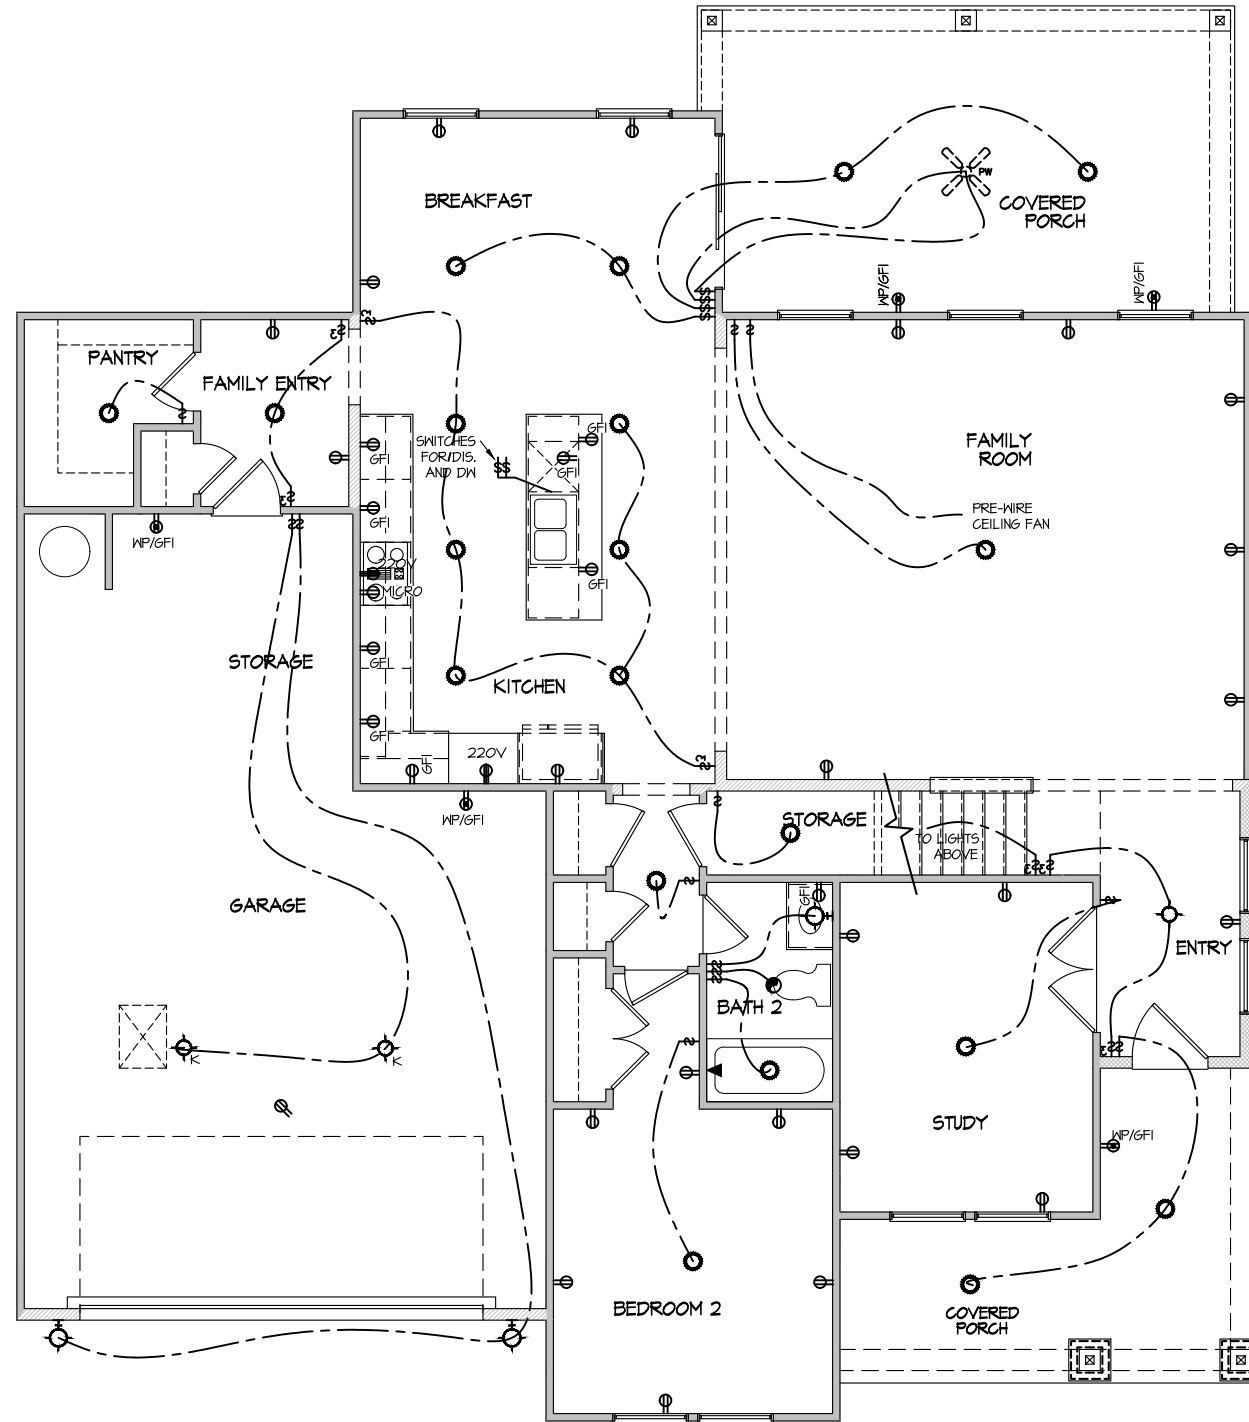 PW
COVERED
PORCH
BREAKFAST
WP/GFI
WP/GFI
PANTRY
FAMILY ENTRY
GFI
SWITCHES
FOR/DIS.
AND DW
GFI
GFI
FAMILY
ROOM
GFI
PRE-WIRE
CEILING FAN
WP/GFI
220V
MICRO
GFI
STORAGE
GFI
KITCHEN
GFI
GFI
220V
WP/GFI
STORAGE
TO LIGHTS
ABOVE
GFI
GARAGE
ENTRY
BATH 2
K
K
STUDY
WP/GFI
BEDROOM 2
COVERED
PORCH